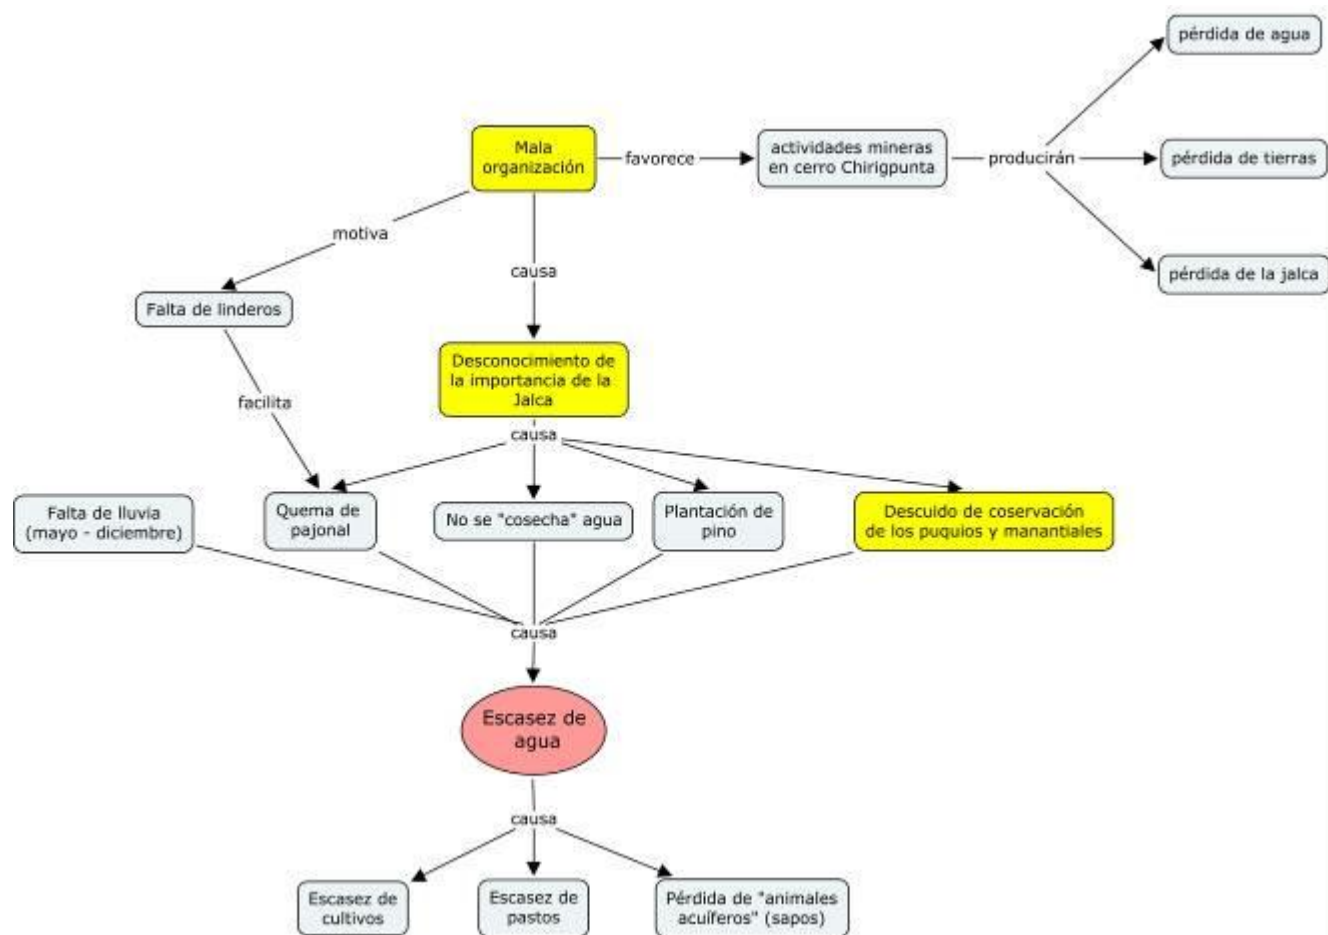 pérdida de agua
Mala
organización
favorece
actividades mineras
en cerro Chirigpunta
producirán
pérdida de tierras
motiva
causa
pérdida de la jalca
Falta de linderos
Desconocimiento de
la importancia de la
Jalca
facilita
causa
Falta de lluvia
(mayo - diciembre)
Quema de
pajonal
No se "cosecha" agua
Plantación de
pino
Descuido de coservación
de los puquios y manantiales
causa
Escasez de
agua
causa
Escasez de
cultivos
Escasez de
pastos
Pérdida de "animales
acuíferos" (sapos)